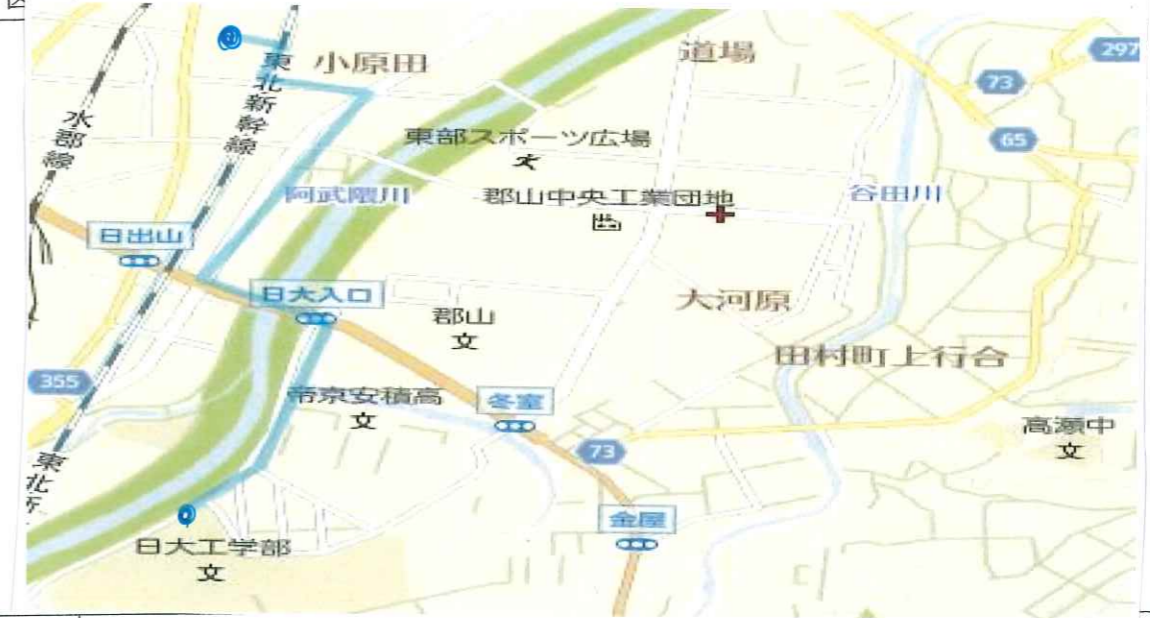 297
73
65
小原田
道場
東北新幹線
水郡線
東部スポーツ広場
阿武隈川
郡山中央工業団地
谷田川
日出山
日大入口
大河原
郡山
文
田村町上行合
355
帝京安積高
文
冬室
73
高瀬中
文
東北
金屋
日大工学部
文